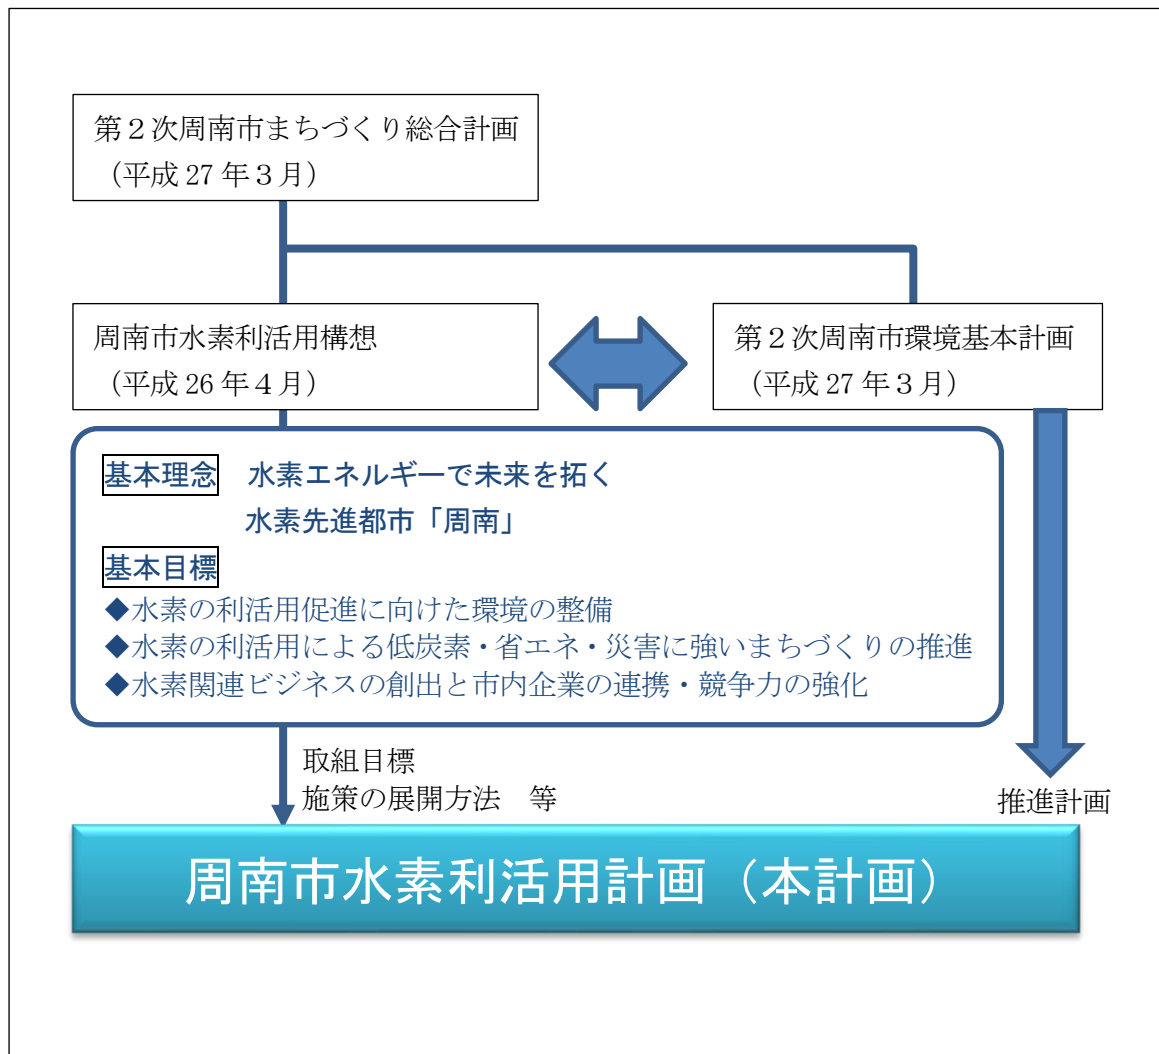 第２次周南市まちづくり総合計画
（平成 27 年３月）
周南市水素利活用構想
（平成 26 年４月）
第２次周南市環境基本計画
（平成 27 年３月）
基本理念　水素エネルギーで未来を拓く
水素先進都市「周南」
基本目標
◆水素の利活用促進に向けた環境の整備
◆水素の利活用による低炭素・省エネ・災害に強いまちづくりの推進
◆水素関連ビジネスの創出と市内企業の連携・競争力の強化
取組目標
施策の展開方法　等
推進計画
周南市水素利活用計画（本計画）